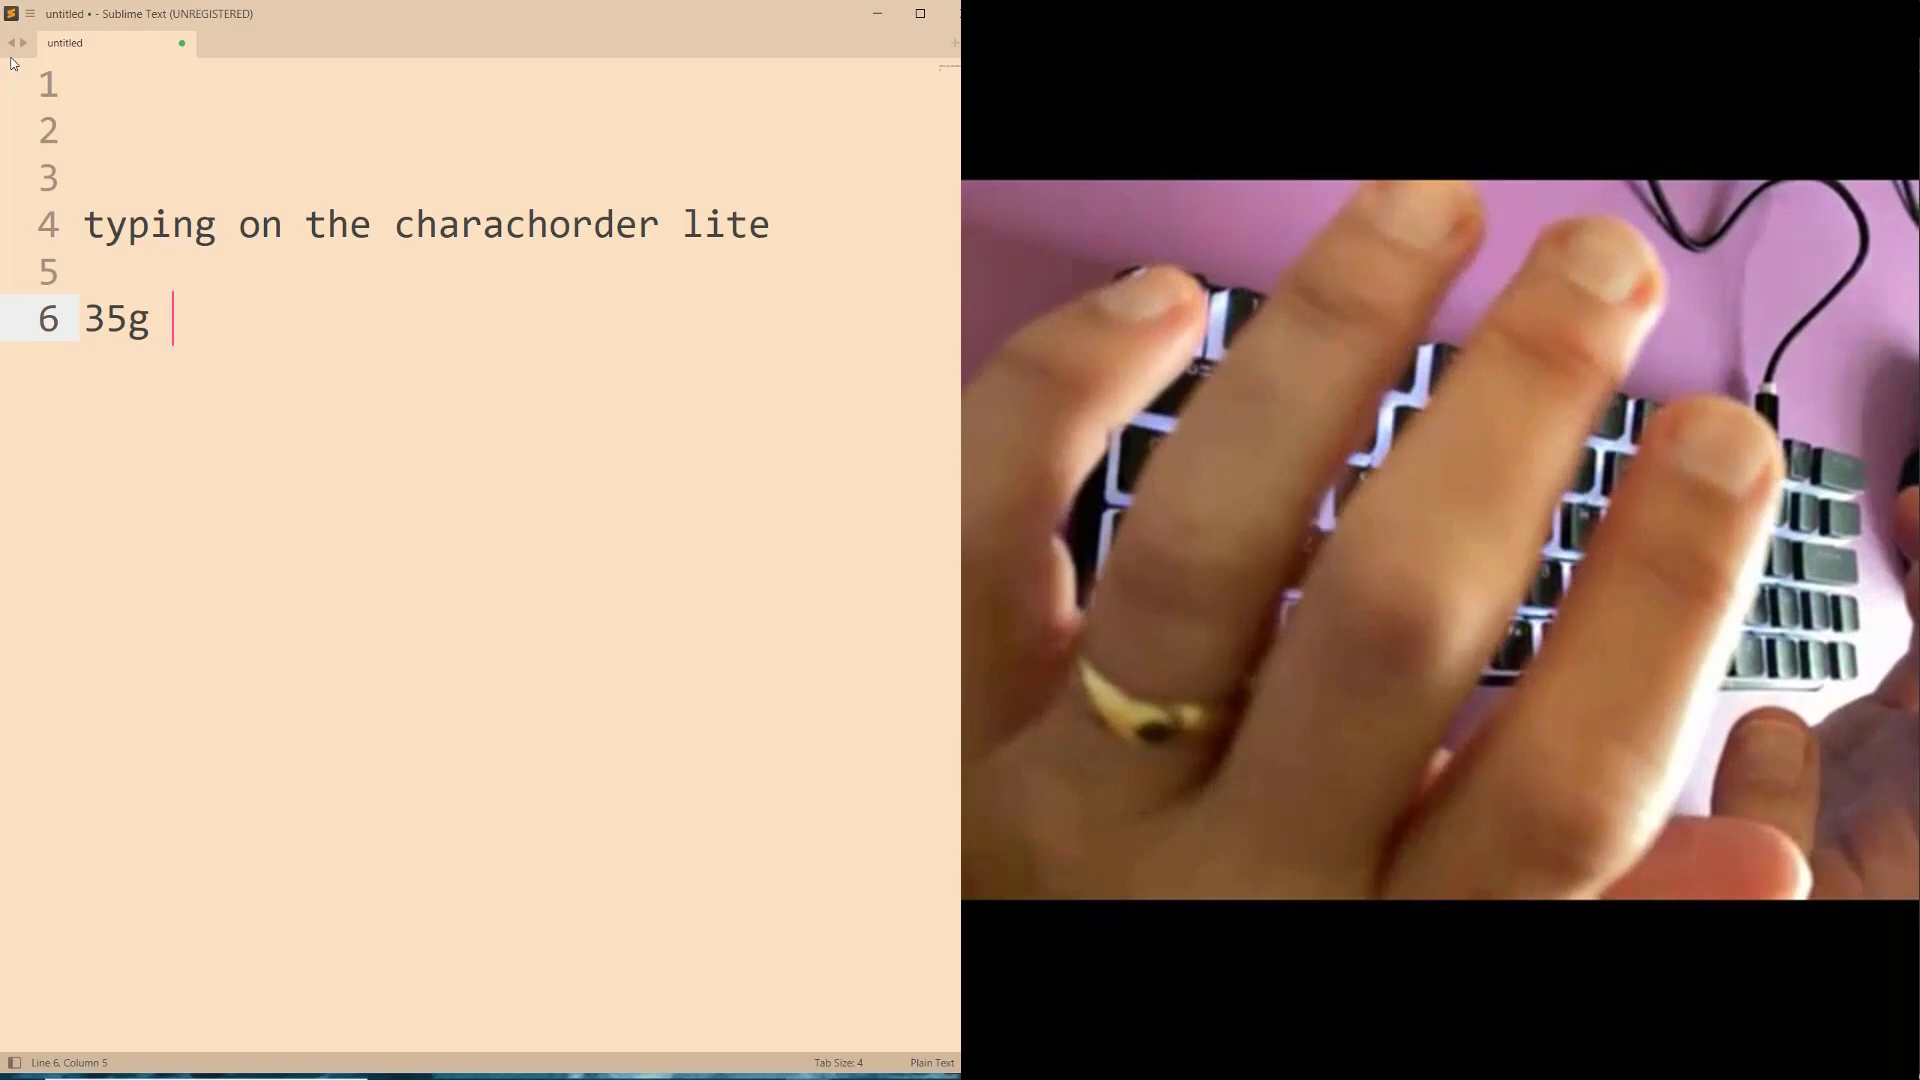 untitled • - Sublime Text (UNREGISTERED)
untitled
1
2
3
4 typing on the charachorder lite
5
6 35g
Line 6, Column 5
Tab Size: 4
Plain Text